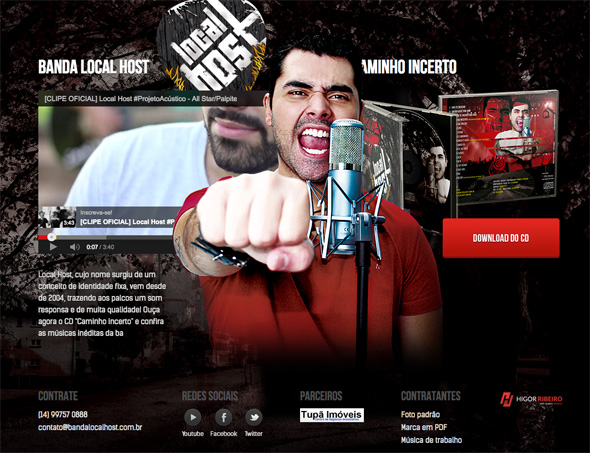 BANDA LOCAL HOST
local
host
AMINHO INCERTO
[CLIPE OFICIAL] Local Host #ProjetoAcústico - All Star/Palpite
Inscreva-se!
[CLIPE OFICIAL] Local Host #P
3:43
0:07 / 3:40
DOWNLOAD DO CD
Local Host, cujo nome surgiu de um
conceito de identidade fixa, vem desde
de 2004, trazendo aos palcos um som
responsa e de muita qualidade! Ouça
agora o CD "Caminho incerto" e confira
as músicas inéditas da ba
CONTRATE
(14) 99757 0888
contato@bandalocalhost.com.br
REDES SOCIAIS
Youtube Facebook Twitter
PARCEIROS
Tupã Imóveis
CONTRATANTES
Foto padrão
Marca em PDF
Música de trabalho
HIGOR RIBEIRO